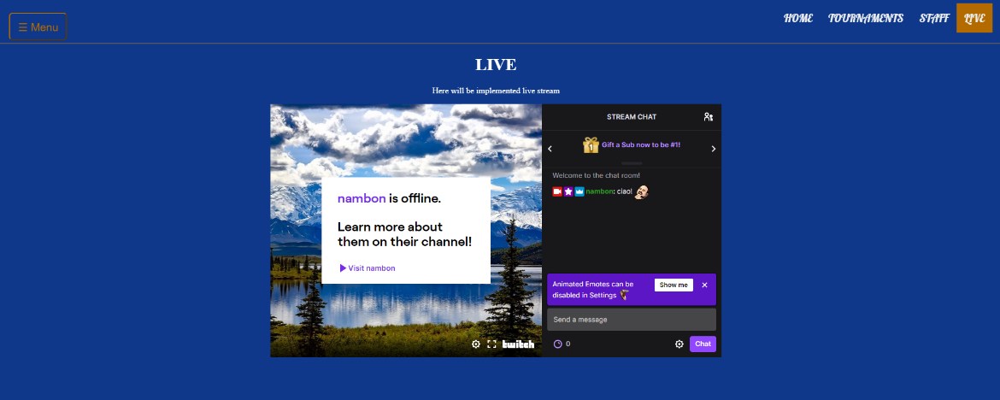 ☰ Menu
HOME TOURNAMENTS STAFF LIVE
LIVE
Here will be implemented live stream
nambon is offline.
Learn more about
them on their channel!
Visit nambon
twitch
STREAM CHAT
1 Gift a Sub now to be #1!
Welcome to the chat room!
nambon: ciao!
Animated Emotes can be
disabled in Settings
Show me
Send a message
0
Chat